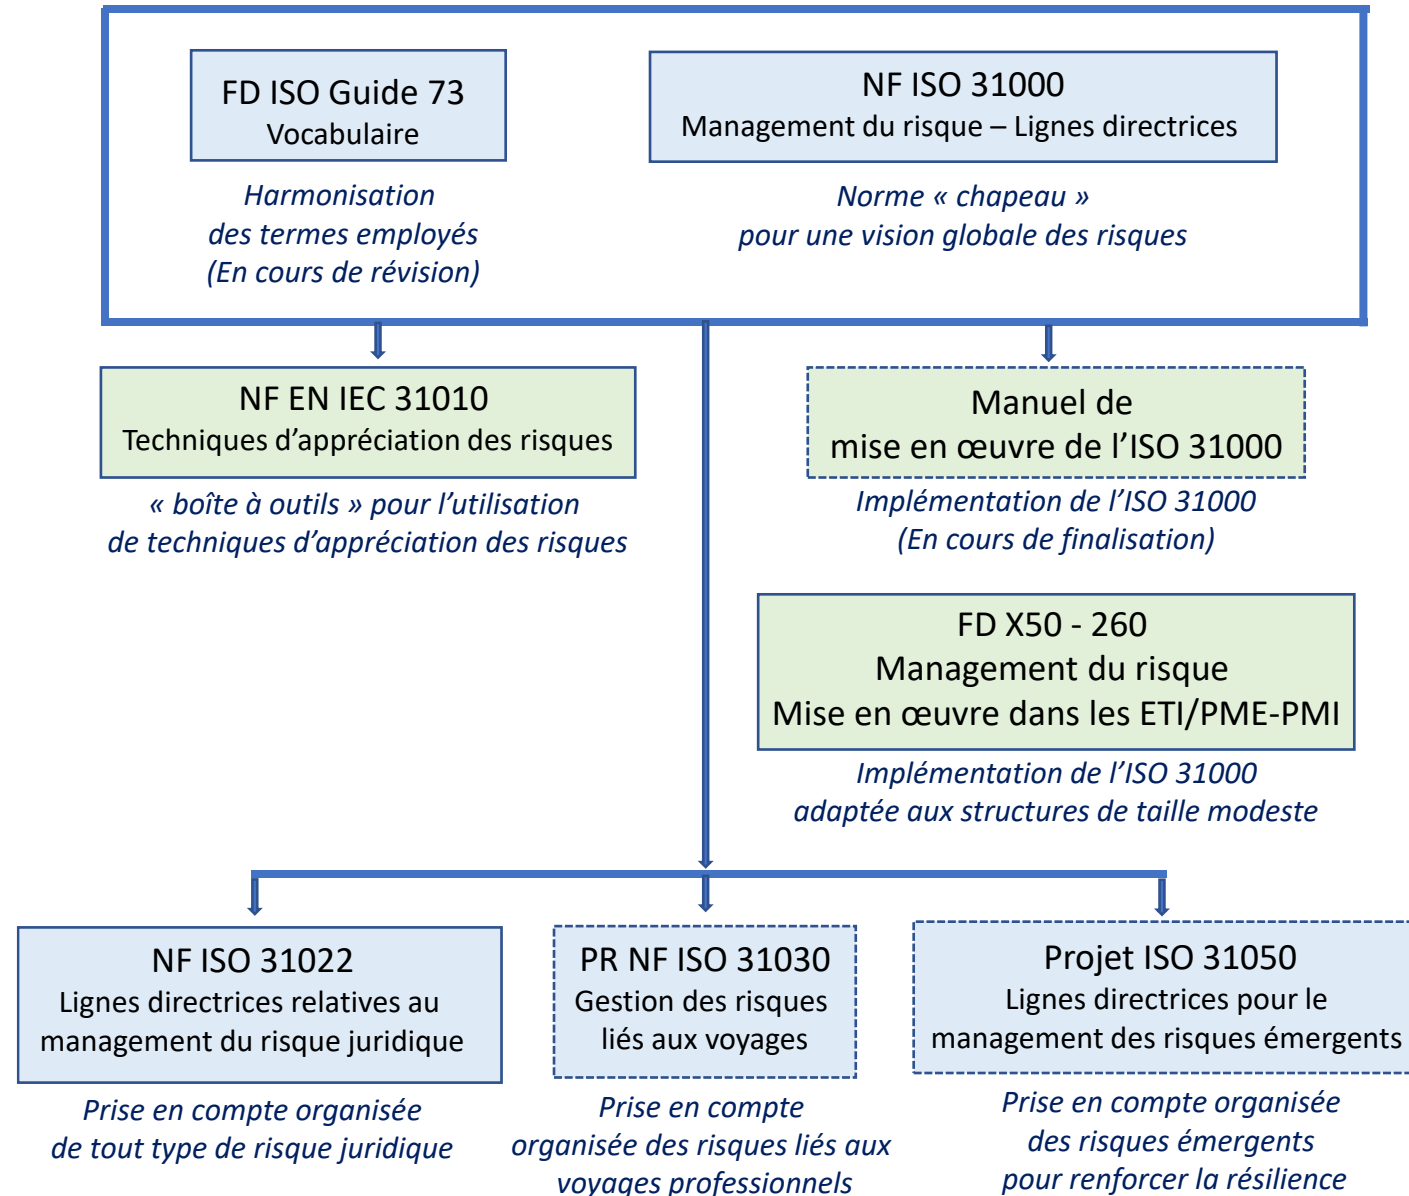 FD ISO Guide 73
Vocabulaire
Harmonisation
des termes employés
(En cours de révision)
NF ISO 31000
Management du risque – Lignes directrices
Norme « chapeau »
pour une vision globale des risques
NF EN IEC 31010
Techniques d’appréciation des risques
« boîte à outils » pour l’utilisation
de techniques d’appréciation des risques
Manuel de
mise en œuvre de l’ISO 31000
Implémentation de l’ISO 31000
(En cours de finalisation)
FD X50 - 260
Management du risque
Mise en œuvre dans les ETI/PME-PMI
Implémentation de l’ISO 31000
adaptée aux structures de taille modeste
NF ISO 31022
Lignes directrices relatives au
management du risque juridique
Prise en compte organisée
de tout type de risque juridique
PR NF ISO 31030
Gestion des risques
liés aux voyages
Prise en compte
organisée des risques liés aux
voyages professionnels
Projet ISO 31050
Lignes directrices pour le
management des risques émergents
Prise en compte organisée
des risques émergents
pour renforcer la résilience